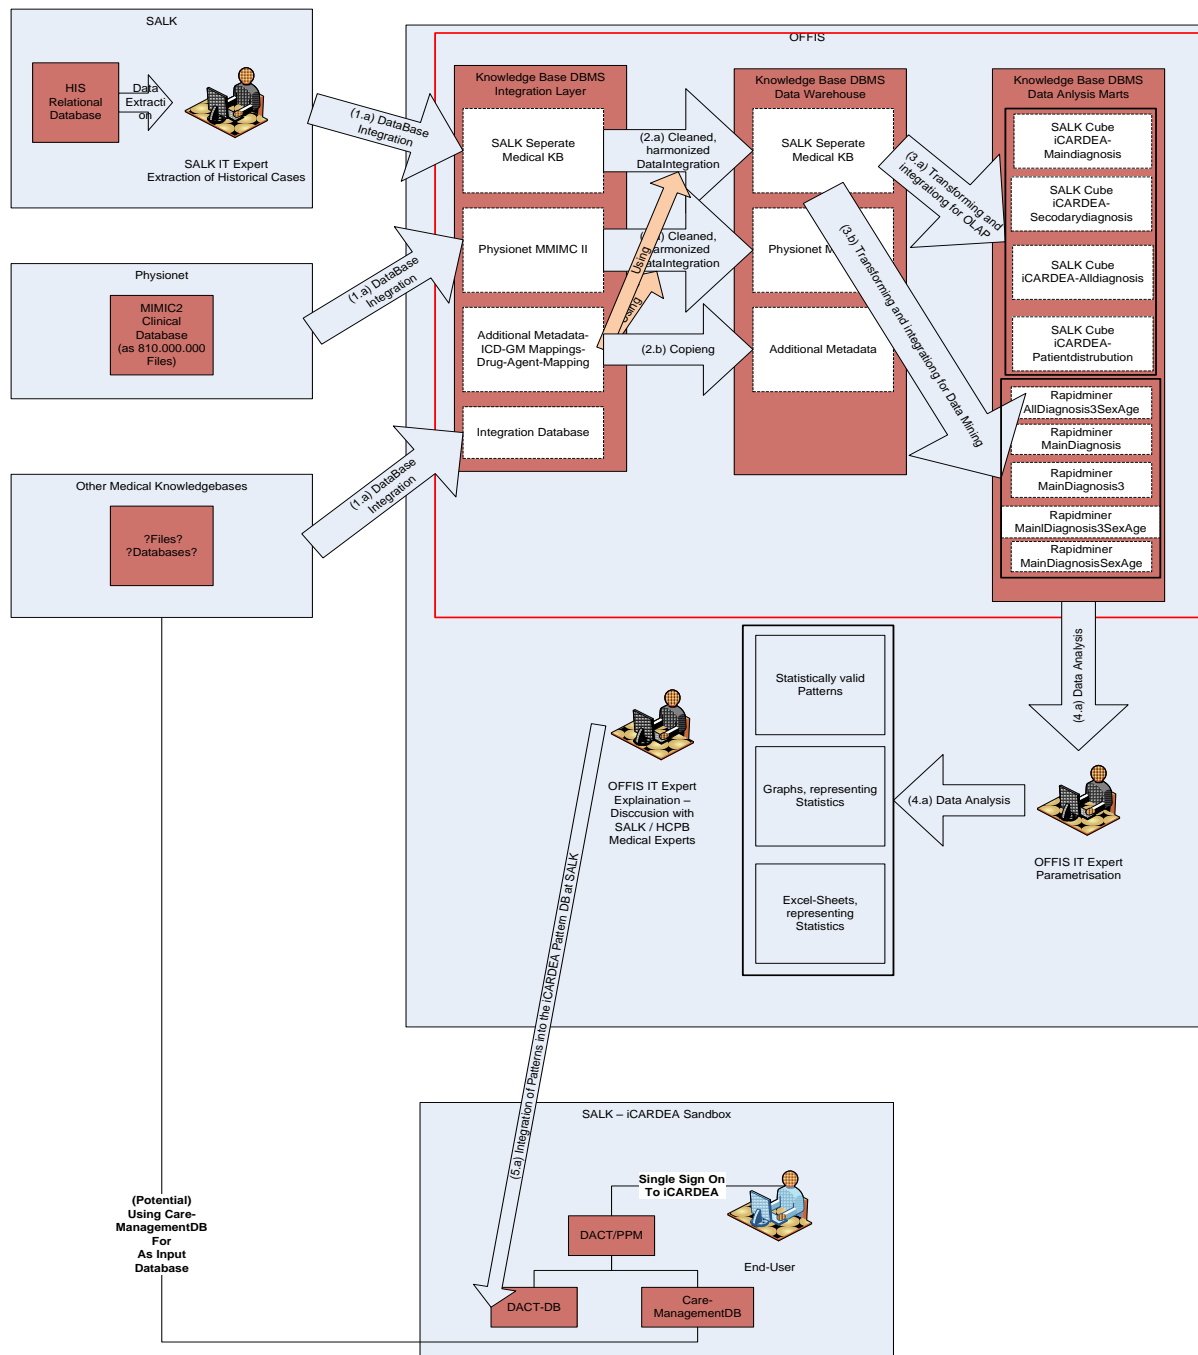 SALK
HIS
Relational
Database
Data
Extracti
on
SALK IT Expert
Extraction of Historical Cases
Physionet
MIMIC2
Clinical
Database
(as 810.000.000
Files)
Other Medical Knowledgebases
?Files?
?Databases?
(1.a) DataBase
Integration
(1.a) DataBase
Integration
(1.a) DataBase
Integration
OFFIS
Knowledge Base DBMS
Integration Layer
SALK Seperate
Medical KB
Physionet MMIMC II
Additional Metadata-
ICD-GM Mappings-
Drug-Agent-Mapping
Integration Database
(2.a) Cleaned,
harmonized
DataIntegration
Cleaned,
harmonized
DataIntegration
Using
Using
(2.b) Copieng
Knowledge Base DBMS
Data Warehouse
SALK Seperate
Medical KB
Physionet
Additional Metadata
(3.a) Transforming and
integrationg for OLAP
(3.b) Transforming and integrationg for Data Mining
Knowledge Base DBMS
Data Anlysis Marts
SALK Cube
iCARDEA-
Maindiagnosis
SALK Cube
iCARDEA-
Secodarydiagnosis
SALK Cube
iCARDEA-Alldiagnosis
SALK Cube
iCARDEA-
Patientdistrubution
Rapidminer
AllDiagnosis3SexAge
Rapidminer
MainDiagnosis
Rapidminer
MainDiagnosis3
Rapidminer
MainlDiagnosis3SexAge
Rapidminer
MainDiagnosisSexAge
(4.a) Data Analysis
OFFIS IT Expert
Parametrisation
(4.a) Data Analysis
Statistically valid
Patterns
Graphs, representing
Statistics
Excel-Sheets,
representing
Statistics
OFFIS IT Expert
Explaination –
Disccusion with
SALK / HCPB
Medical Experts
(5.a) Integration of Patterns into the iCARDEA Pattern DB at SALK
SALK – iCARDEA Sandbox
Single Sign On
To iCARDEA
End-User
DACT/PPM
DACT-DB
Care-
ManagementDB
(Potential)
Using Care-
ManagementDB
For
As Input
Database